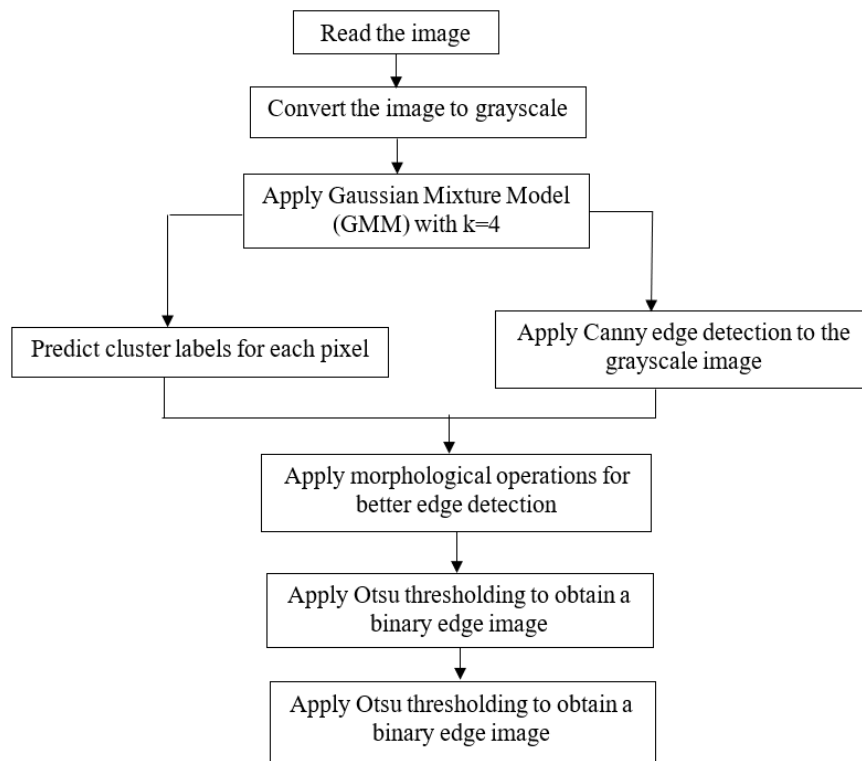 Read the image
Convert the image to grayscale
Apply Gaussian Mixture Model
(GMM) with k=4
Predict cluster labels for each pixel
Apply Canny edge detection to the
grayscale image
Apply morphological operations for
better edge detection
Apply Otsu thresholding to obtain a
binary edge image
Apply Otsu thresholding to obtain a
binary edge image